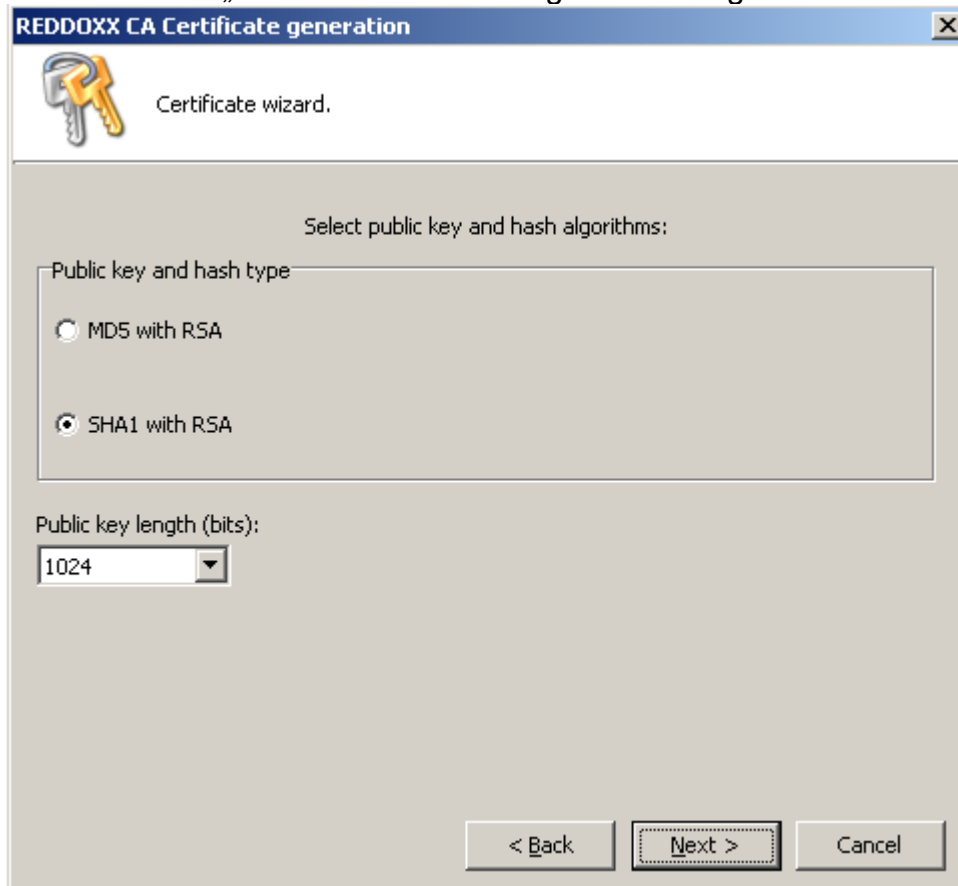 REDDOXX CA Certificate generation
Certificate wizard.
Select public key and hash algorithms:
Public key and hash type
MD5 with RSA
SHA1 with RSA
Public key length (bits):
1024
< Back
Next >
Cancel